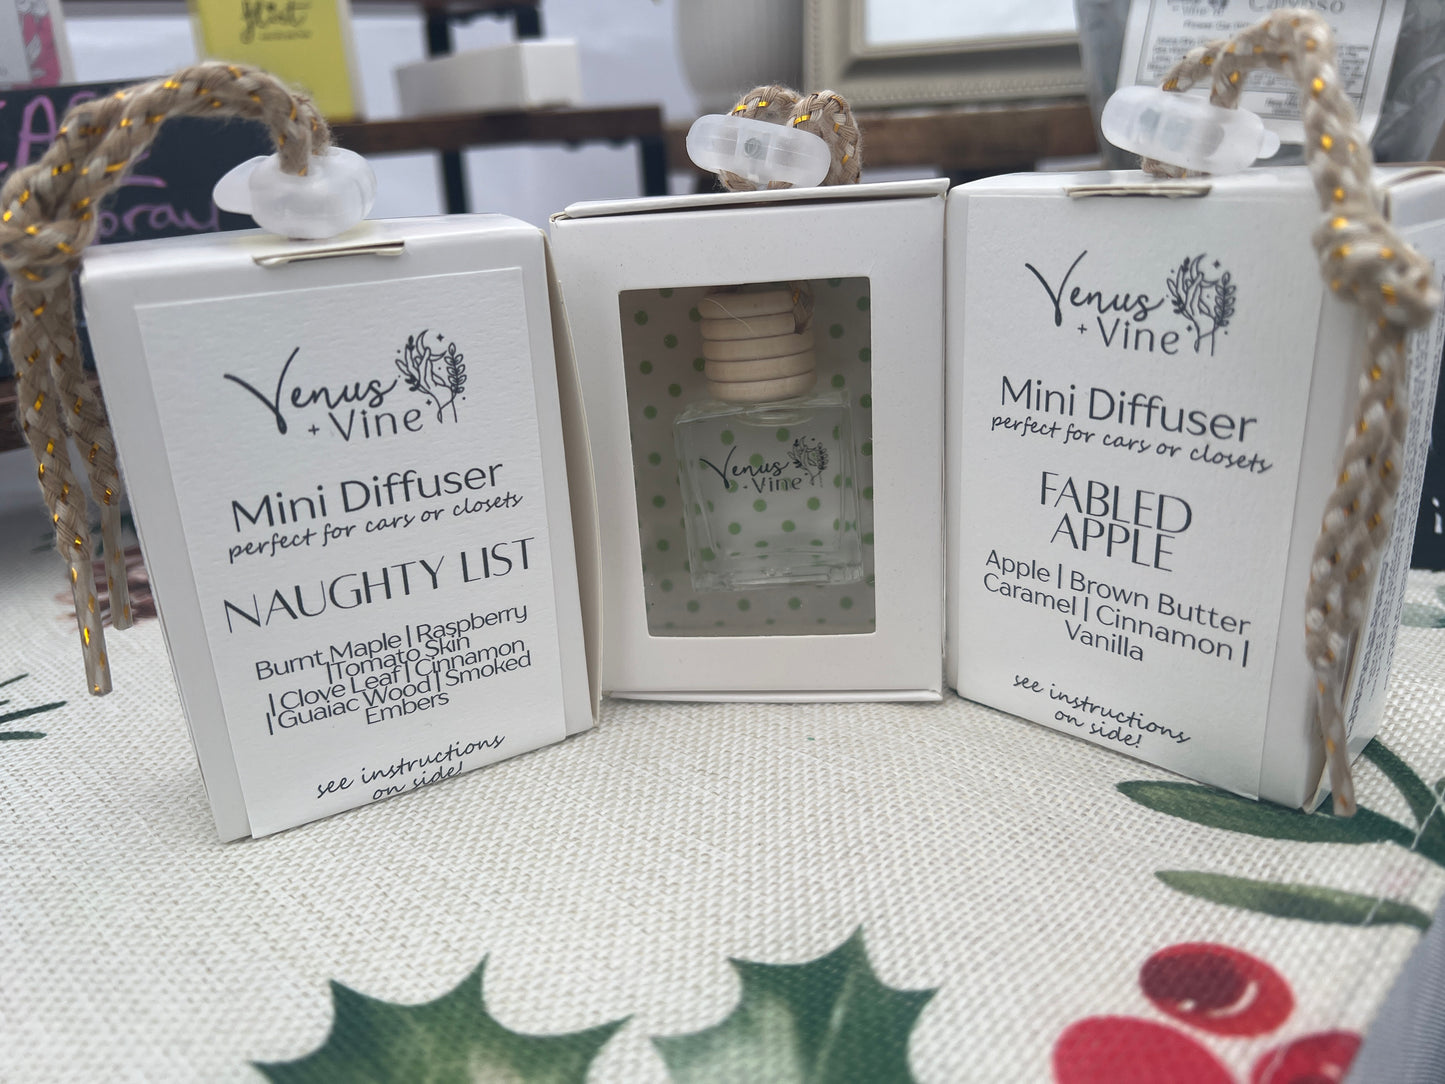 Venus
+ Vine
Mini Diffuser
perfect for cars or closets
NAUGHTY LIST
Burnt Maple | Raspberry
|Tomato Skin
| Clove Leaf | Cinnamon
| Guaiac Wood | Smoked
Embers
see instructions
on side!
Venus
+ Vine
Venus
+ Vine
Mini Diffuser
perfect for cars or closets
FABLED
APPLE
Apple | Brown Butter
Caramel | Cinnamon |
Vanilla
see instructions
on side!
Calypso
+ Vine